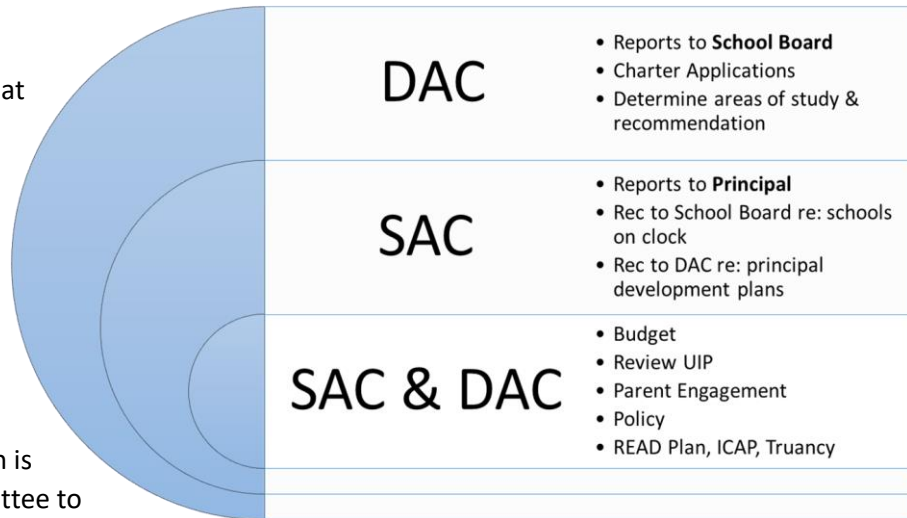 at
DAC
• Reports to School Board
• Charter Applications
• Determine areas of study &
recommendation
SAC
• Reports to Principal
• Rec to School Board re: schools
on clock
• Rec to DAC re: principal
development plans
SAC & DAC
• Budget
• Review UIP
• Parent Engagement
• Policy
• READ Plan, ICAP, Truancy
is
to